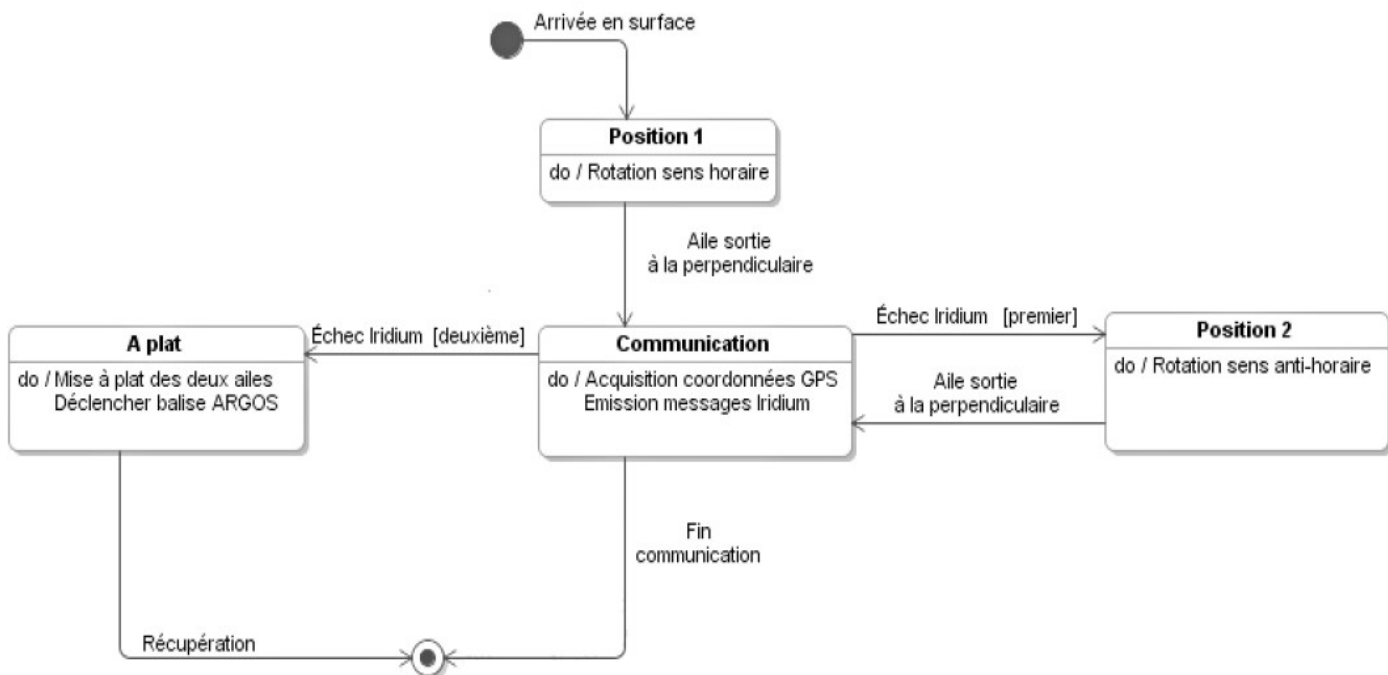 Arrivée en surface
Position 1
do / Rotation sens horaire
Aile sortie
à la perpendiculaire
Échec Iridium [deuxième]
Échec Iridium [premier]
A plat
do / Mise à plat des deux ailes
Déclencher balise ARGOS
Communication
do / Acquisition coordonnées GPS
Emission messages Iridium
Position 2
do / Rotation sens anti-horaire
Aile sortie
à la perpendiculaire
Fin
communication
Récupération